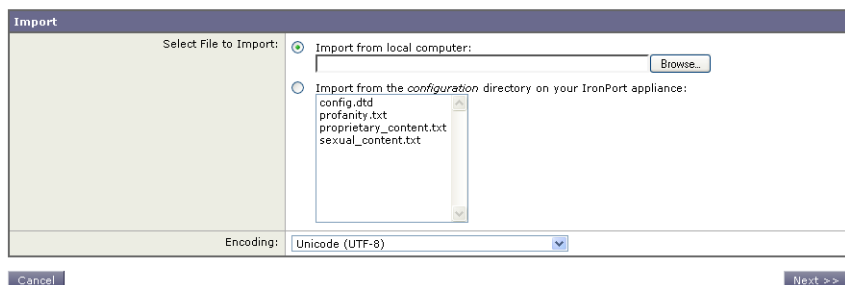 Import
Select File to Import:
Import from local computer:
Browse...
Import from the configuration directory on your IronPort appliance:
config.dtd
profanity.txt
proprietary_content.txt
sexual_content.txt
Encoding:
Unicode (UTF-8)
Cancel
Next >>